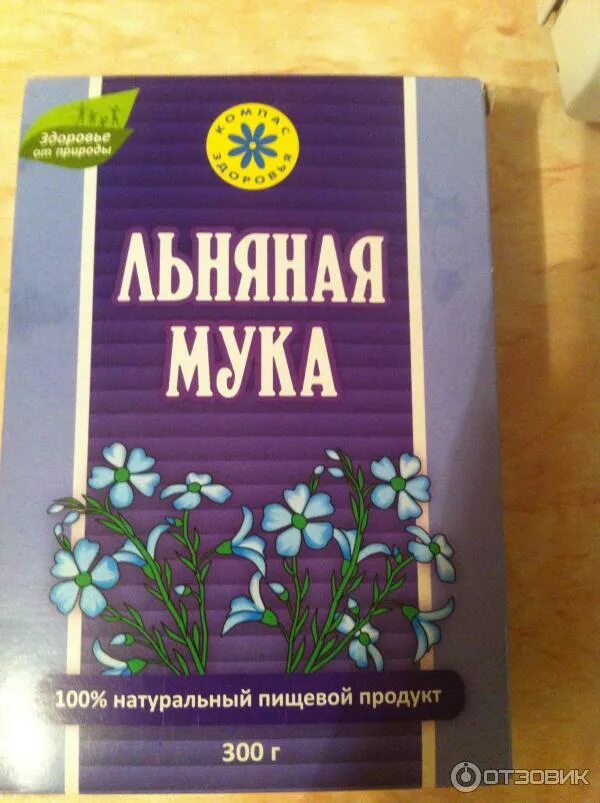 Здоровье
от природы
КОМПАС
ЗДОРОВЬЯ
ЛЬНЯНАЯ
МУКА
100% натуральный пищевой продукт
300 г
ОТЗОВИК